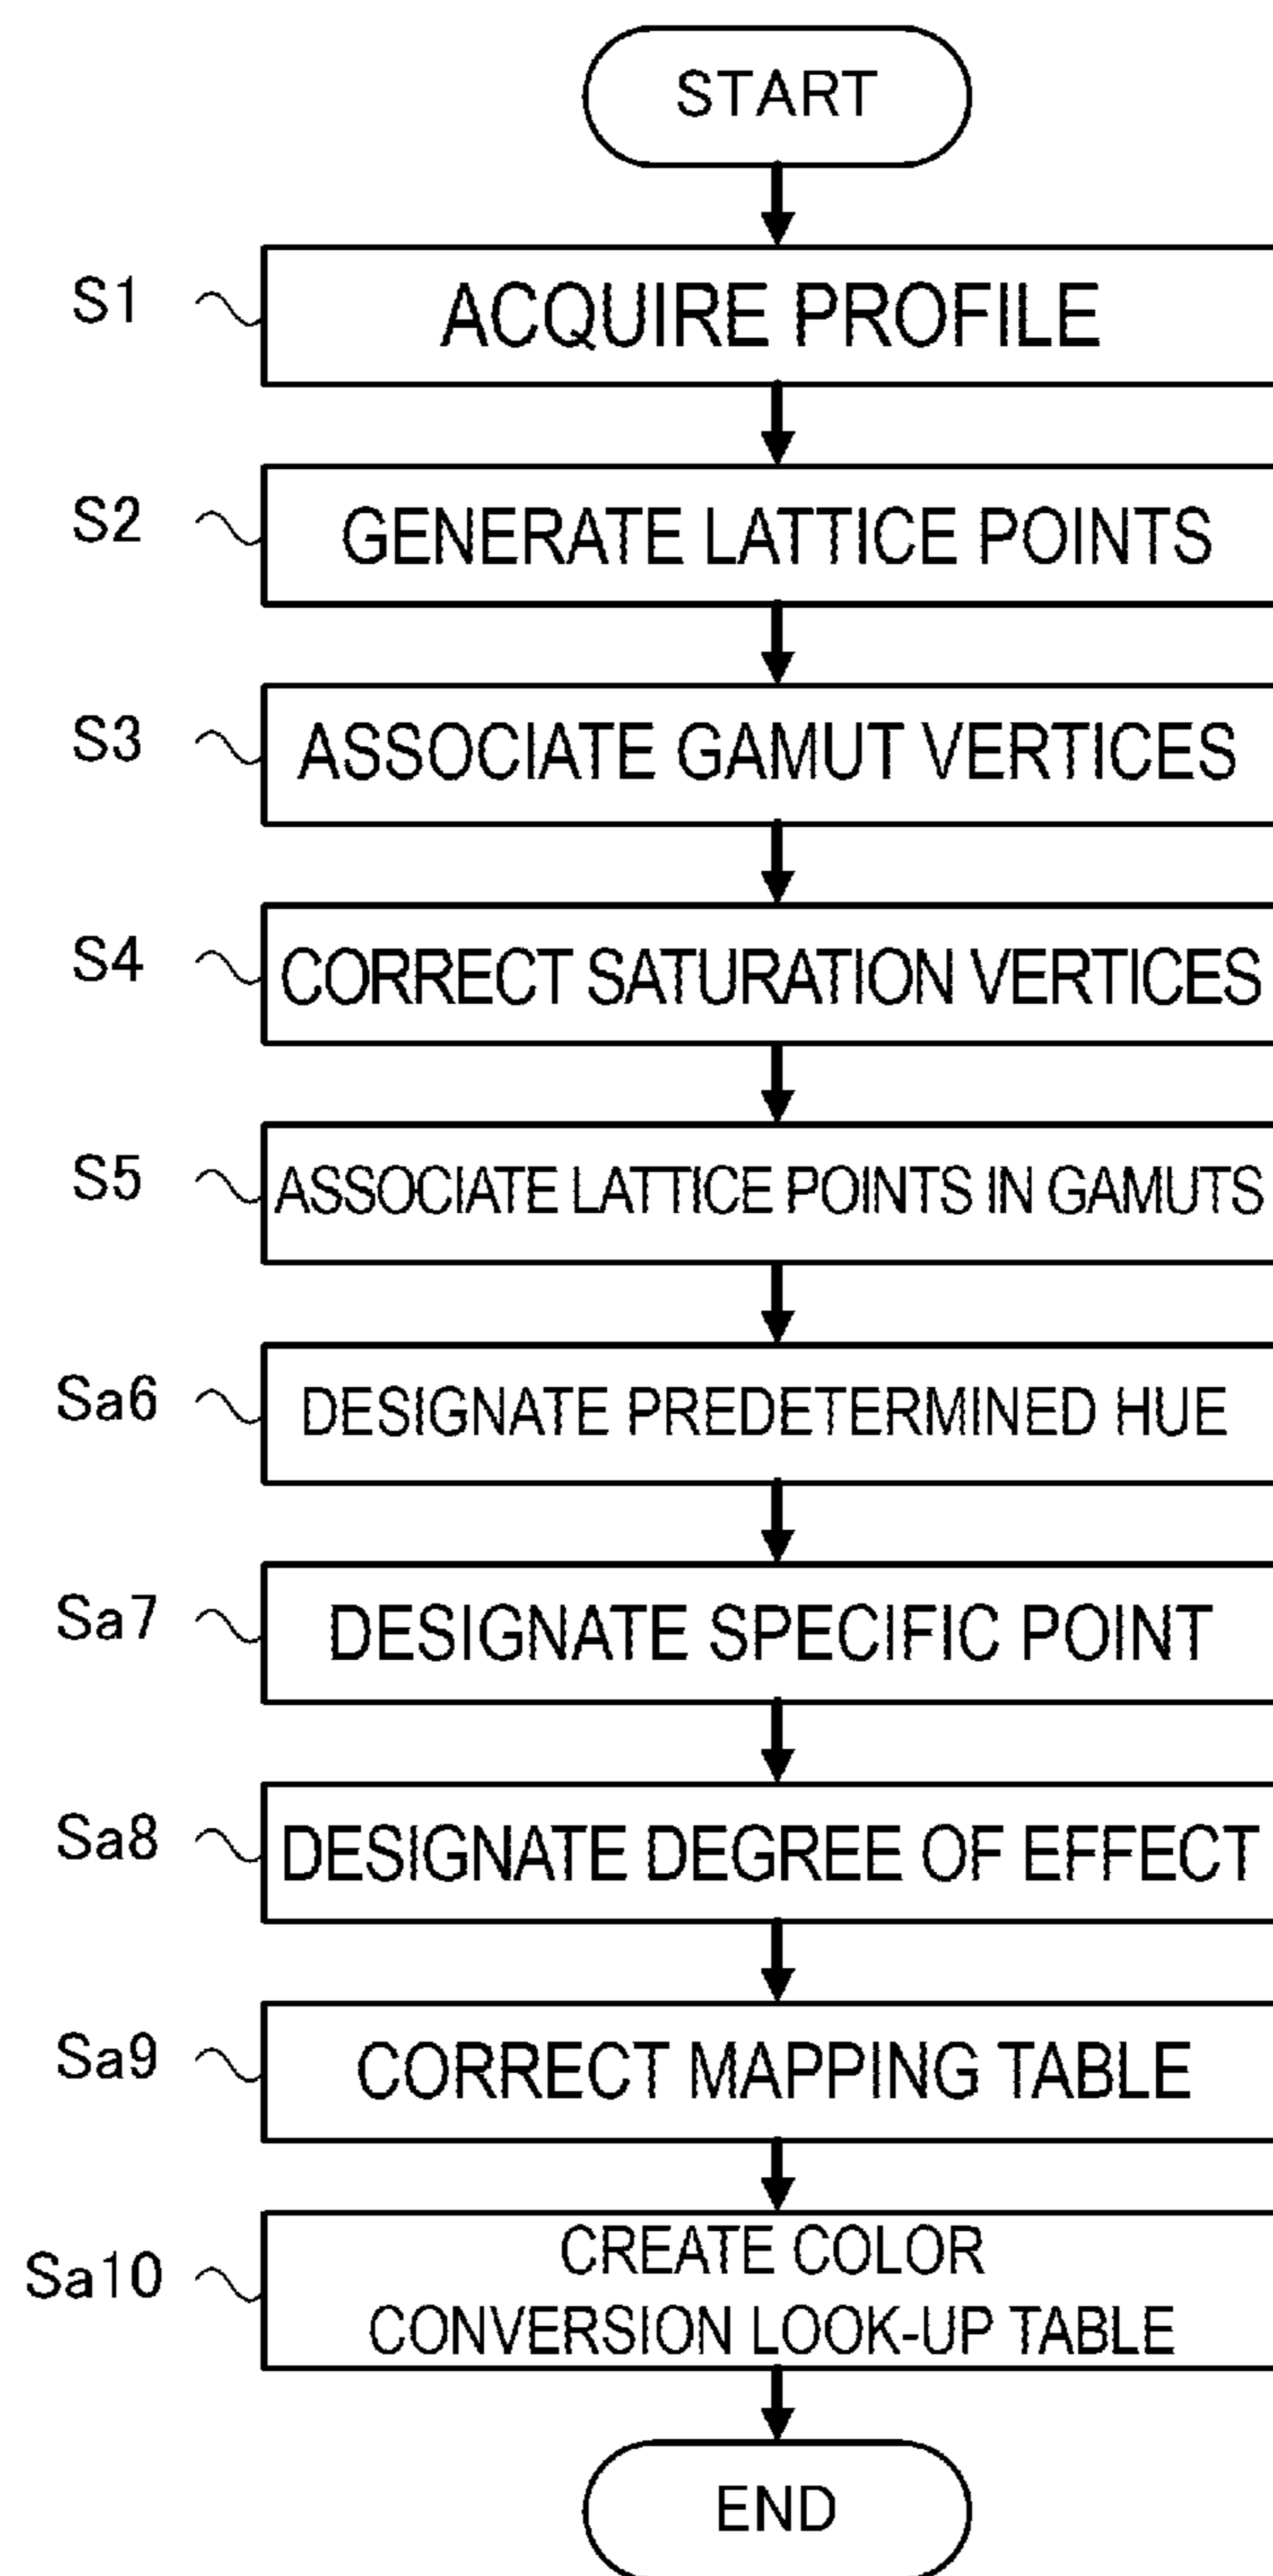 START
S1
ACQUIRE PROFILE
S2
GENERATE LATTICE POINTS
S3
ASSOCIATE GAMUT VERTICES
S4
CORRECT SATURATION VERTICES
S5
ASSOCIATE LATTICE POINTS IN GAMUTS
Sa6
DESIGNATE PREDETERMINED HUE
Sa7
DESIGNATE SPECIFIC POINT
Sa8
DESIGNATE DEGREE OF EFFECT
Sa9
CORRECT MAPPING TABLE
Sa10
CREATE COLOR
CONVERSION LOOK-UP TABLE
END